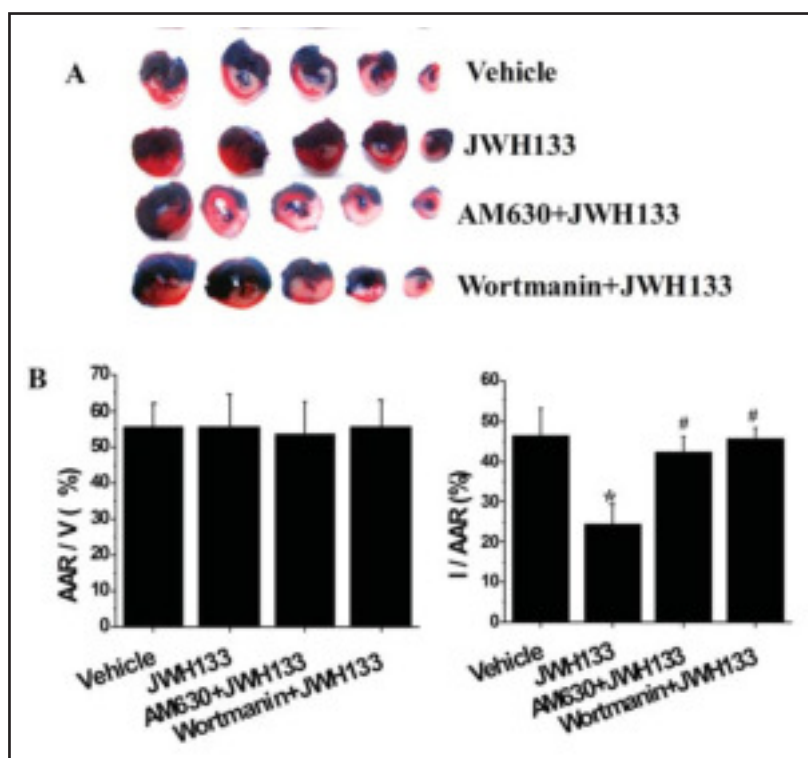 A
Vehicle
JWH133
AM630+JWH133
Wortmanin+JWH133
B
70
60
50
40
30
20
10
0
AAR / V ( %)
Vehicle
JWH133
AM630+JWH133
Wortmanin+JWH133
60
50
40
30
20
10
0
I / AAR (%)
*
#
#
Vehicle
JWH133
AM630+JWH133
Wortmanin+JWH133